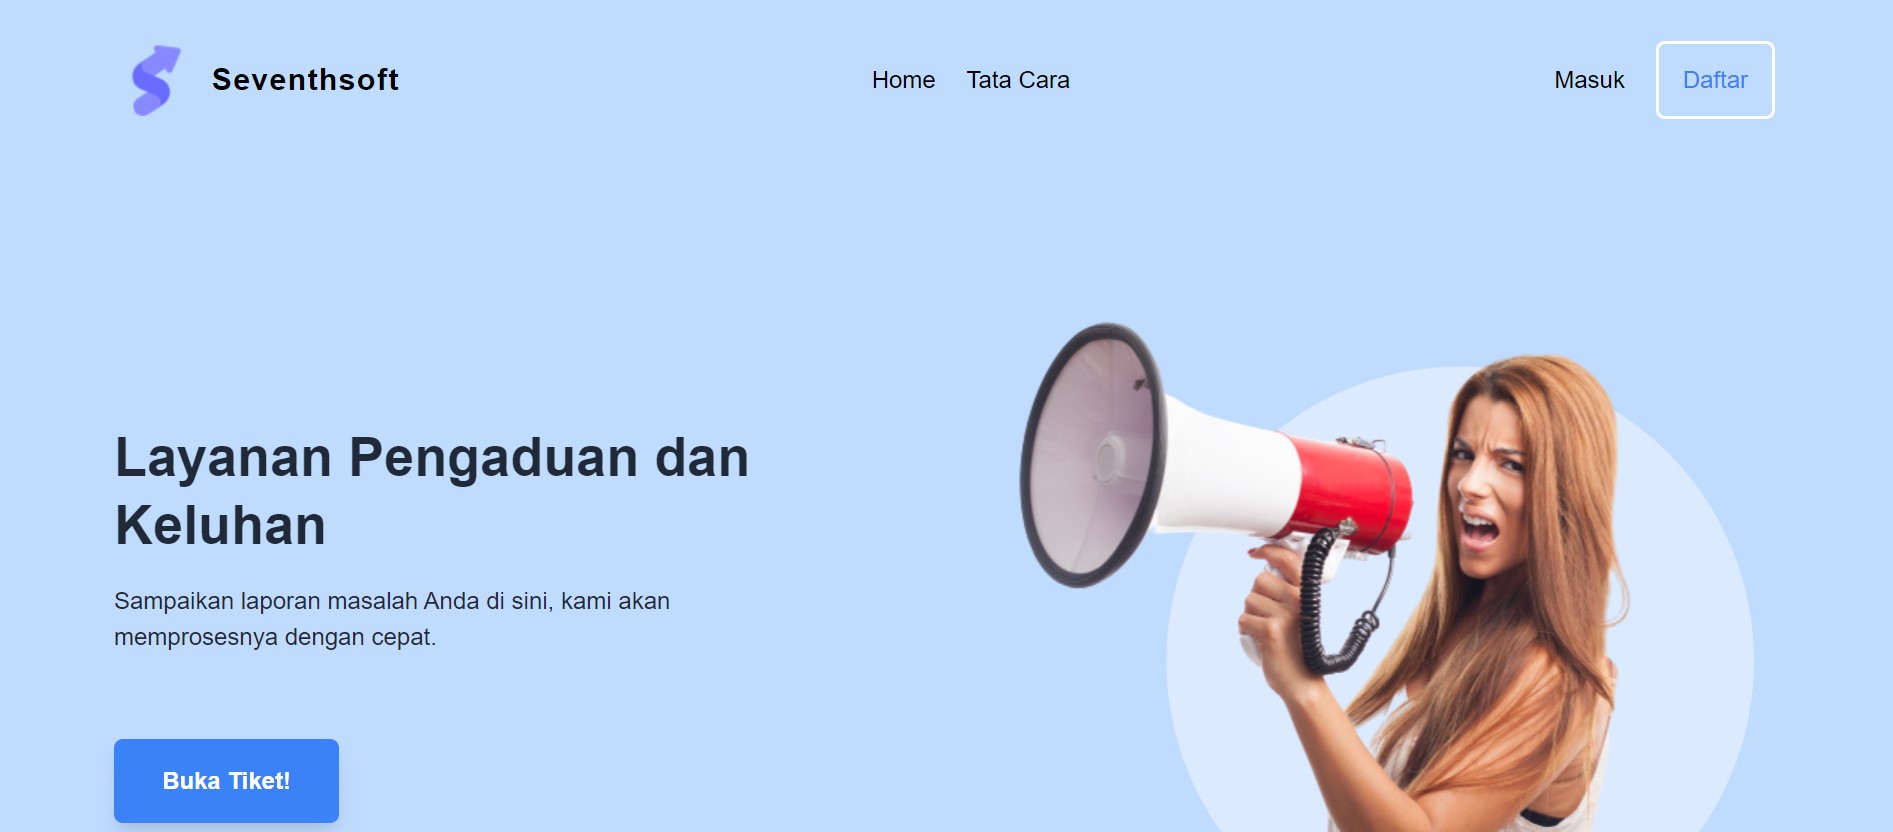 Seventhsoft
Home
Tata Cara
Masuk
Daftar
Layanan Pengaduan dan
Keluhan
Sampaikan laporan masalah Anda di sini, kami akan
memprosesnya dengan cepat.
Buka Tiket!